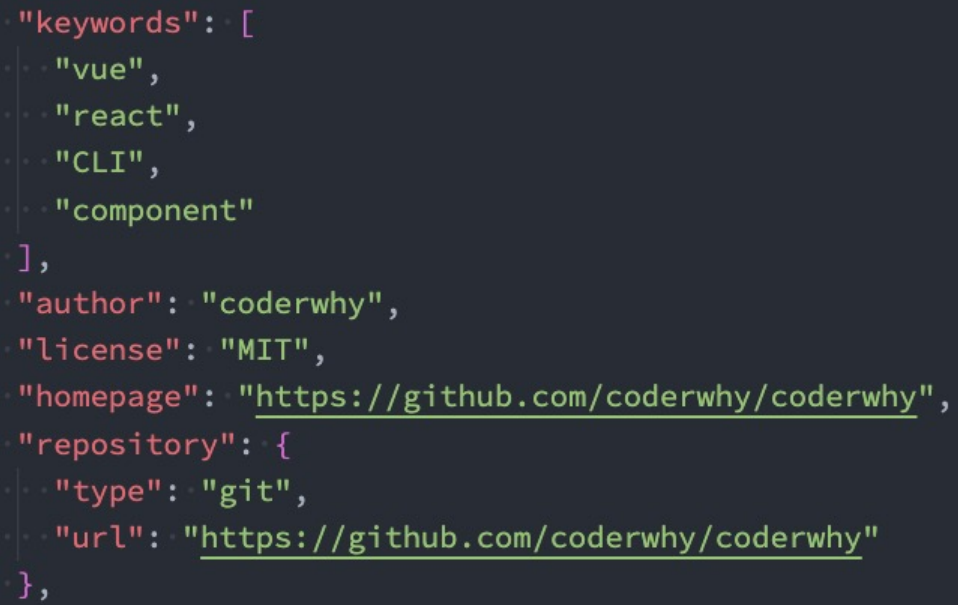 "keywords": [
"vue",
"react",
"CLI",
"component"
],
"author": "coderwhy",
"license": "MIT",
"homepage": "https://github.com/coderwhy/coderwhy",
"repository": {
"type": "git",
"url": "https://github.com/coderwhy/coderwhy"
},